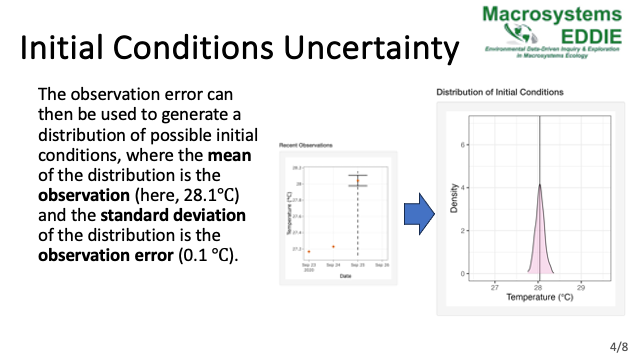 Macrosystems
EDDIE
Environmental Data-Driven Inquiry & Exploration
in Macrosystems Ecology
Initial Conditions Uncertainty
The observation error can
then be used to generate a
distribution of possible initial
conditions, where the mean
of the distribution is the
observation (here, 28.1℃)
and the standard deviation
of the distribution is the
observation error (0.1 ℃).
Recent Observations
Temperature (°C)
28.2
28
27.8
27.6
27.4
27.2
Sep 23
2020
Sep 24
Sep 25
Sep 26
Date
Distribution of Initial Conditions
Density
6
4
2
0
27
28
29
Temperature (°C)
4/8